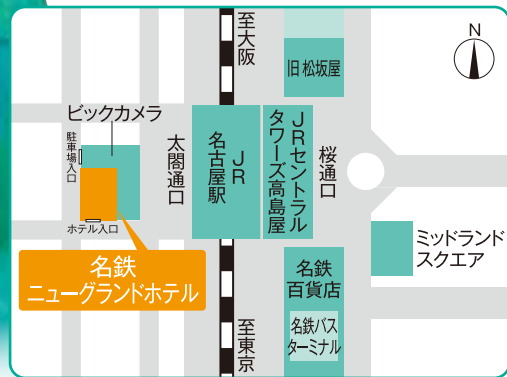 至大阪
旧 松坂屋
N
ビックカメラ
駐車場入口
太閤通口
JR
名古屋駅
JRセントラル
タワーズ高島屋
桜通口
ホテル入口
名鉄
ニューグランドホテル
ミッドランド
スクエア
名鉄
百貨店
名鉄バス
ターミナル
至東京